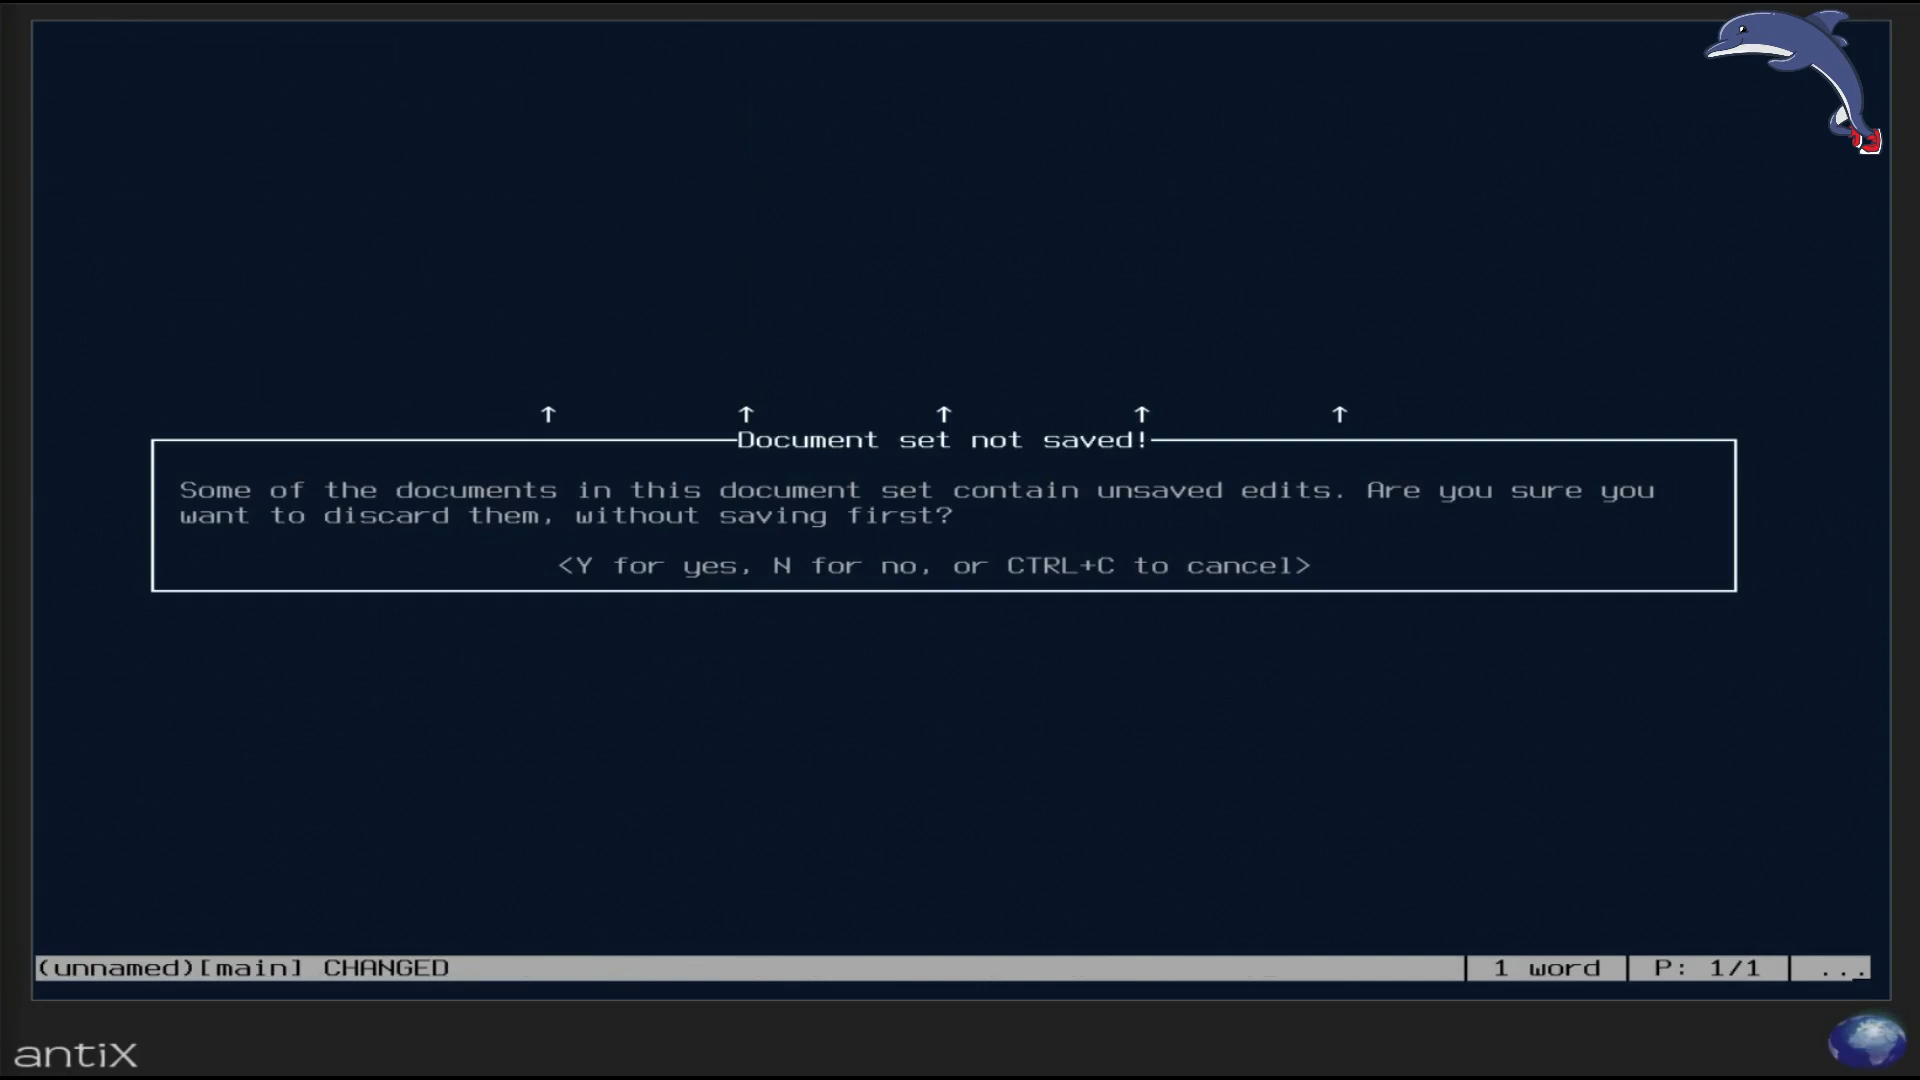 ↑ ↑ ↑ ↑ ↑
Document set not saved!
Some of the documents in this document set contain unsaved edits. Are you sure you
want to discard them, without saving first?
<Y for yes, N for no, or CTRL+C to cancel>
(unnamed)[main] CHANGED 1 word P: 1/1 ...
antiX